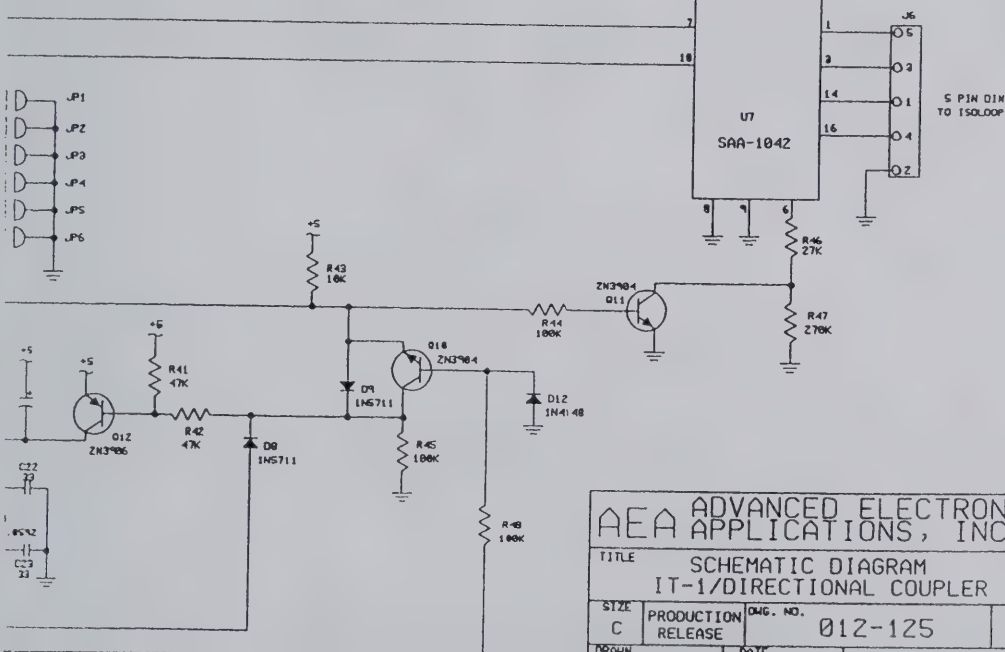 J6
7
1
5
18
3
3
14
1
S PIN DIN
TO ISOLOOP
U7
SAA-1042
16
4
2
8
9
6
JP1
JP2
JP3
JP4
JP5
JP6
R46
27K
+5
R43
10K
2N3904
Q11
R44
100K
R47
270K
+5
+5
+5
R41
47K
Q10
2N3904
D9
1N5711
D12
1N4148
Q12
2N3906
R42
47K
D8
1N5711
R45
100K
C22
33
R48
100K
C23
33
AEA ADVANCED ELECTRON
APPLICATIONS, INC
TITLE
SCHEMATIC DIAGRAM
IT-1/DIRECTIONAL COUPLER
SIZE
C
PRODUCTION
RELEASE
DWG. NO.
012-125
DRAWN
DATE